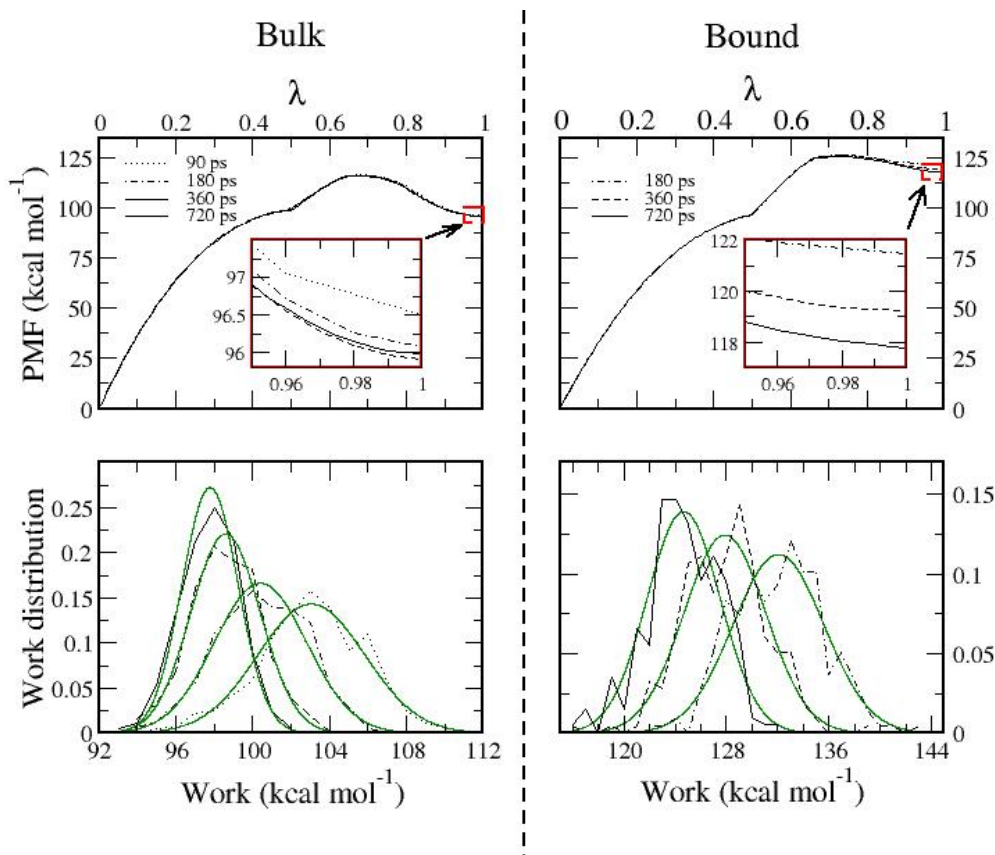 Bulk
Bound
λ
λ
0 0.2 0.4 0.6 0.8 1
0 0.2 0.4 0.6 0.8 1
125
100
75
50
25
0
PMF (kcal mol-1)
90 ps
180 ps
360 ps
720 ps
97
96.5
96
0.96 0.98 1
180 ps
360 ps
720 ps
122
120
118
0.96 0.98 1
125
100
75
50
25
0
0.25
0.2
0.15
0.1
0.05
0
Work distribution
92 96 100 104 108 112
Work (kcal mol-1)
0.15
0.1
0.05
0
120 128 136 144
Work (kcal mol-1)